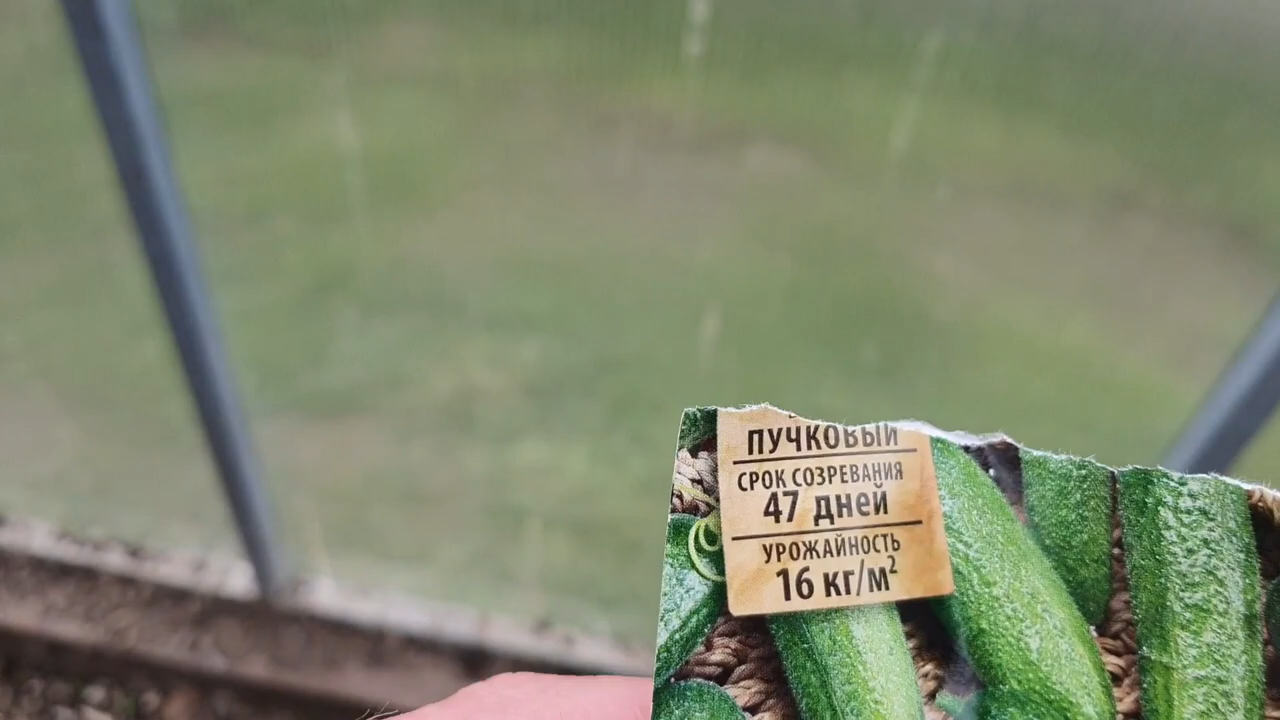 ПУЧКОВЫЙ
СРОК СОЗРЕВАНИЯ
47 дней
УРОЖАЙНОСТЬ
16 кг/м²